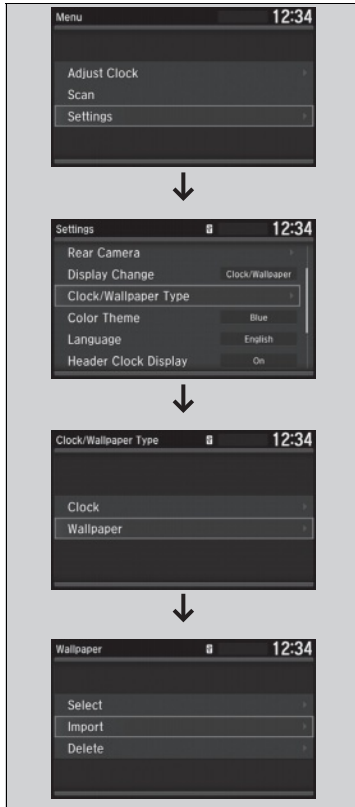 Menu 12:34
Adjust Clock
Scan
Settings
Settings 12:34
Rear Camera
Display Change Clock/Wallpaper
Clock/Wallpaper Type
Color Theme Blue
Language English
Header Clock Display On
Clock/Wallpaper Type 12:34
Clock
Wallpaper
Wallpaper 12:34
Select
Import
Delete